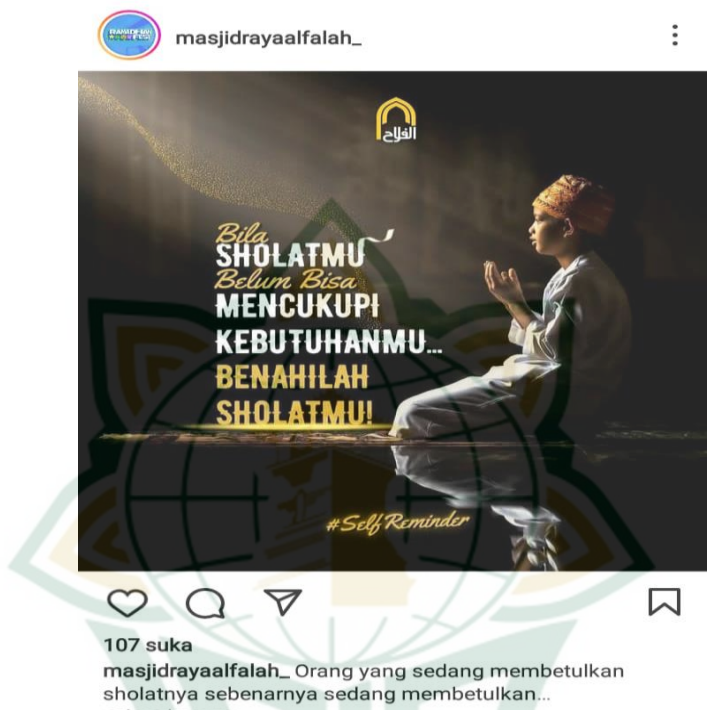 masjidrayaalfalah_
الفلاح
Bila
SHOLATMU
Belum Bisa
MENCUKUPI
KEBUTUHANMU...
BENAHILAH
SHOLATMU!
#SelfReminder
107 suka
masjidrayaalfalah_ Orang yang sedang membetulkan
sholatnya sebenarnya sedang membetulkan...